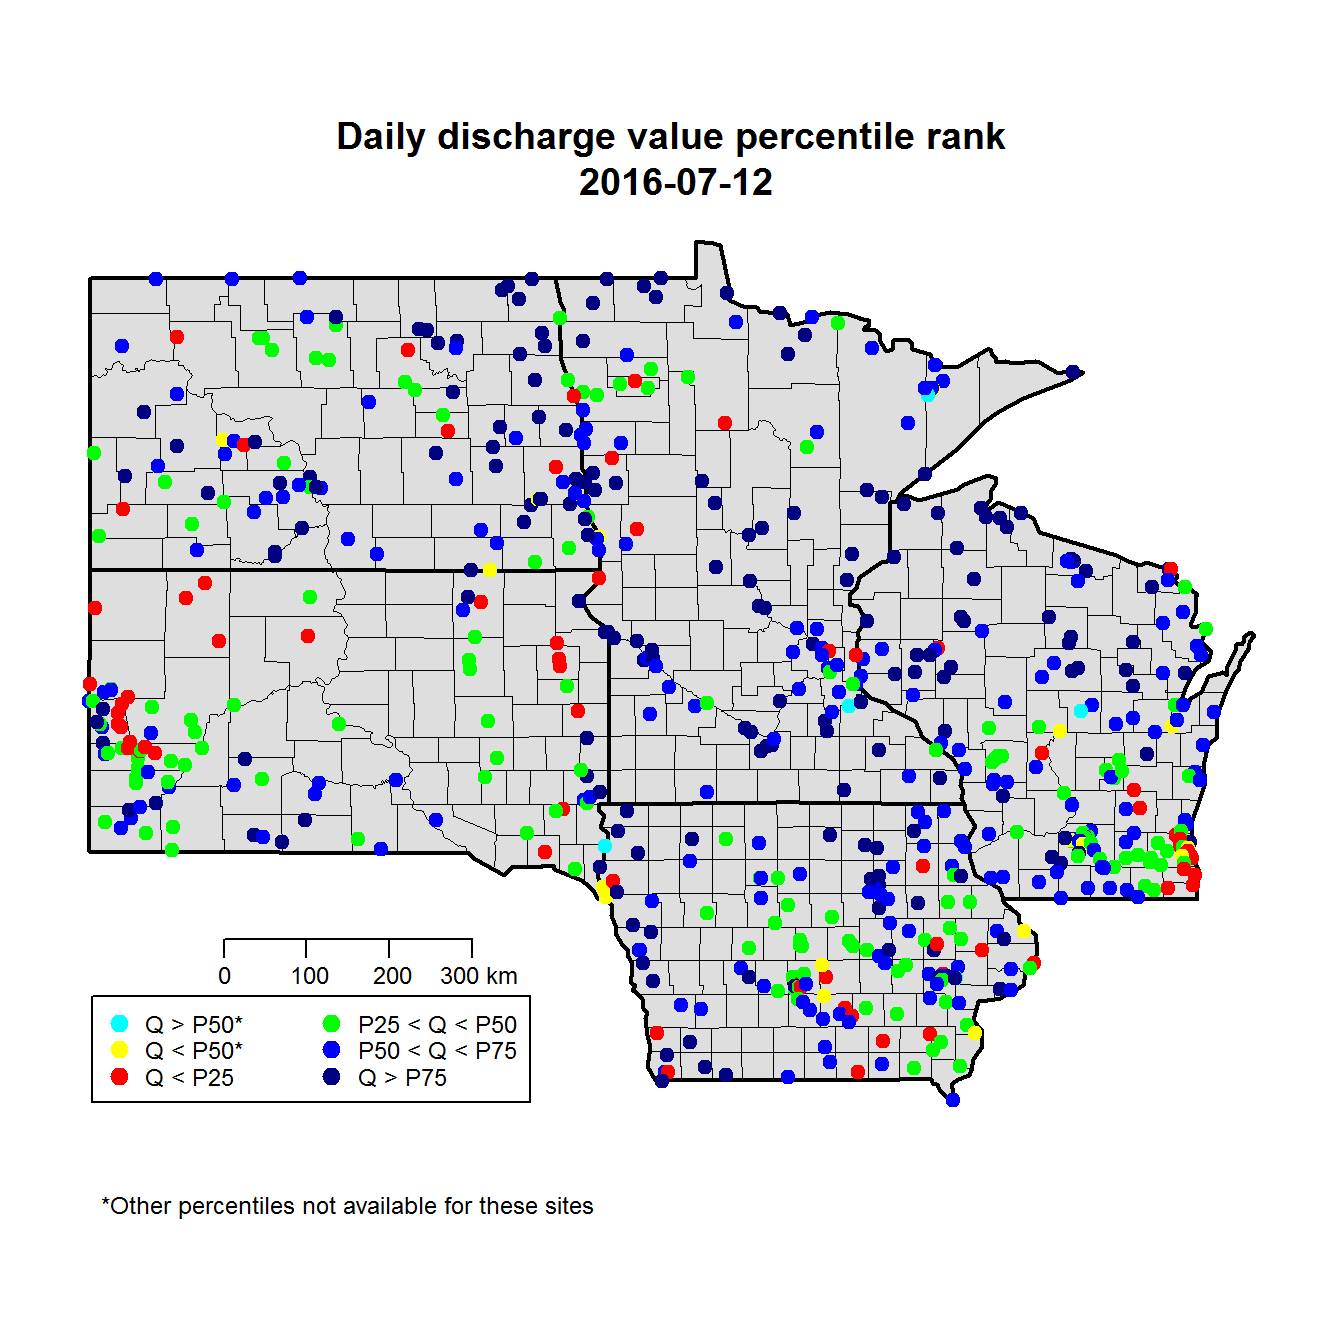 Daily discharge value percentile rank
2016-07-12
0 100 200 300 km
Q > P50* P25 < Q < P50
Q < P50* P50 < Q < P75
Q < P25 Q > P75
*Other percentiles not available for these sites